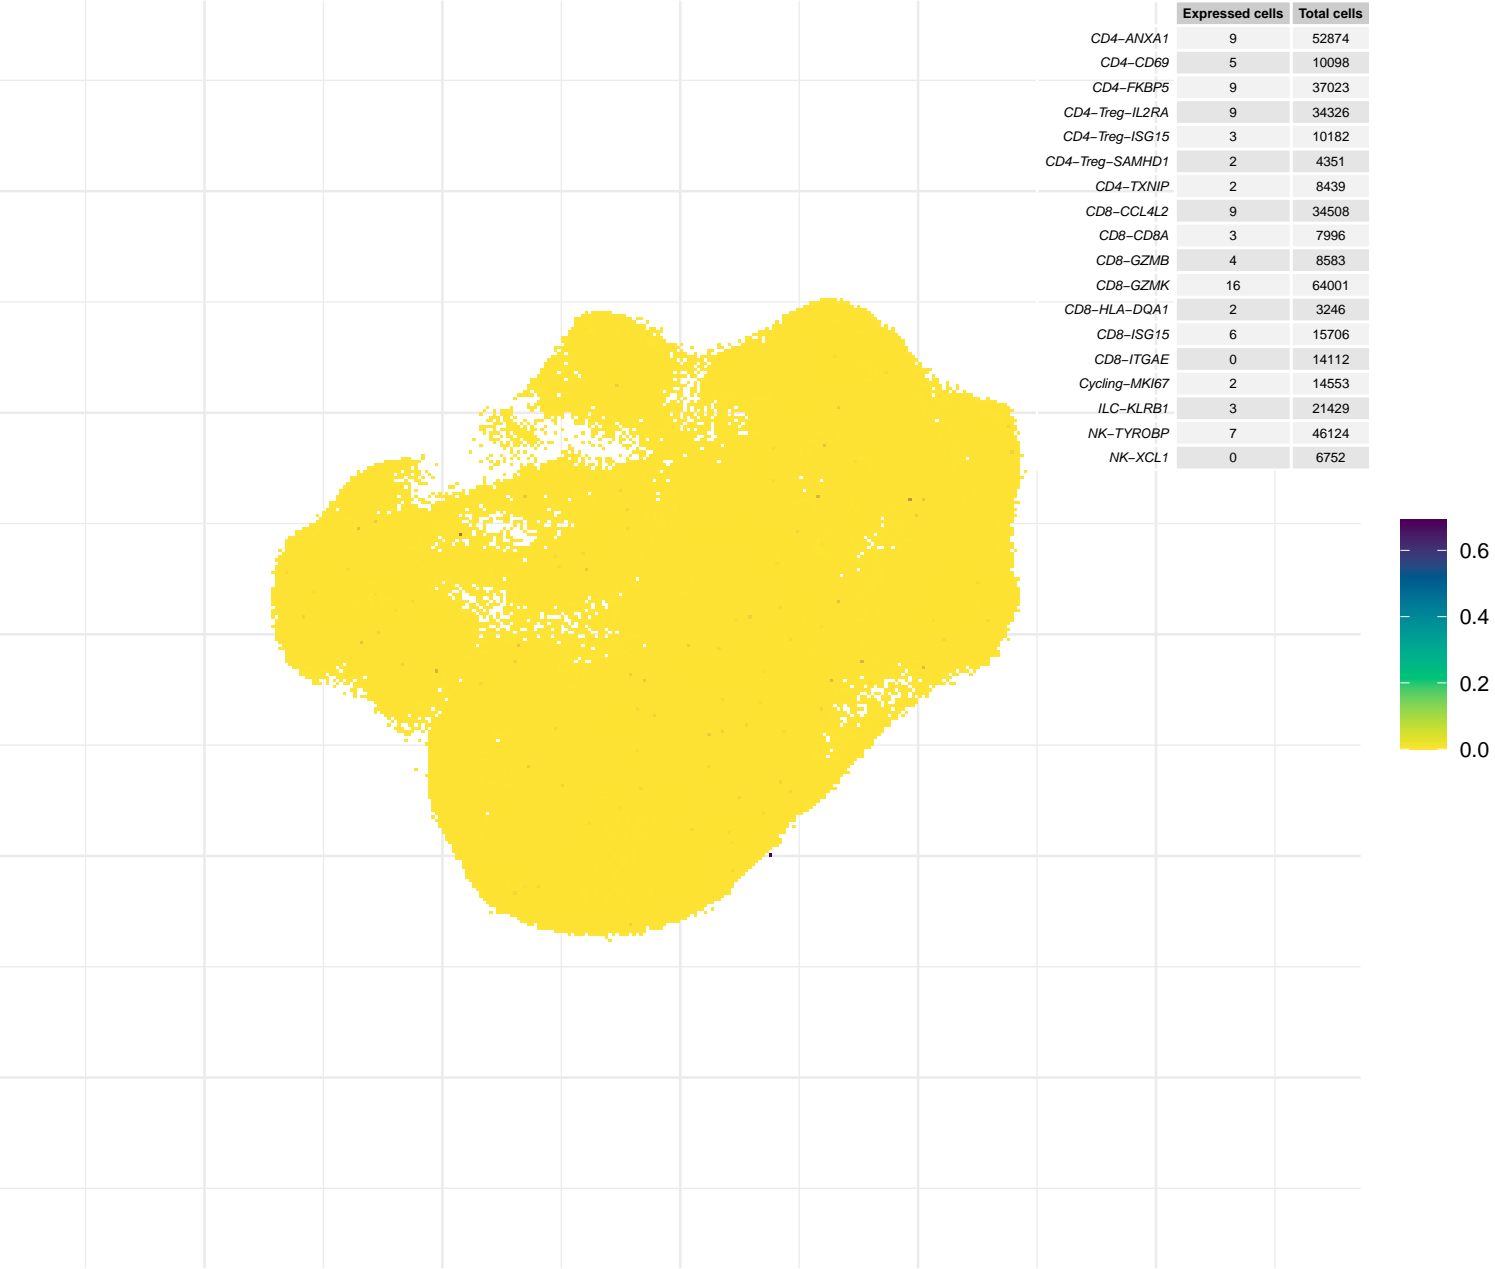 Expressed cells Total cells
CD4−ANXA1 9 52874
CD4−CD69 5 10098
CD4−FKBP5 9 37023
CD4−Treg−IL2RA 9 34326
CD4−Treg−ISG15 3 10182
CD4−Treg−SAMHD1 2 4351
CD4−TXNIP 2 8439
CD8−CCL4L2 9 34508
CD8−CD8A 3 7996
CD8−GZMB 4 8583
CD8−GZMK 16 64001
CD8−HLA−DQA1 2 3246
CD8−ISG15 6 15706
CD8−ITGAE 0 14112
Cycling−MKI67 2 14553
ILC−KLRB1 3 21429
NK−TYROBP 7 46124
NK−XCL1 0 6752
0.6
0.4
0.2
0.0